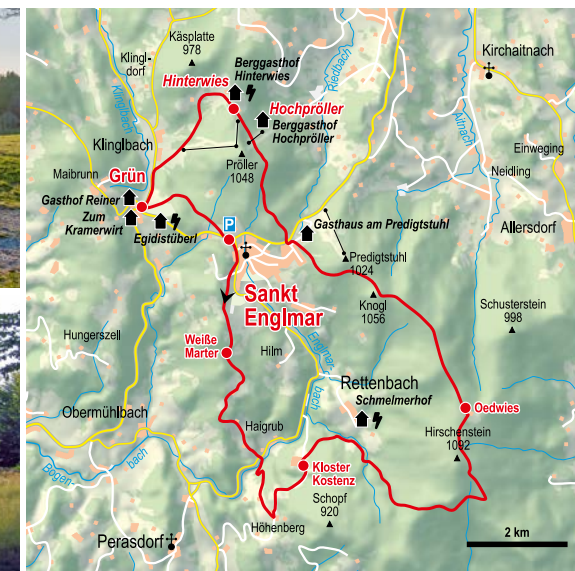 Käsplatte
978
Klingl-
dorf
Klinglbach
Hinterwies
Berggasthof
Hinterwies
Riedbach
Kirchaitnach
Aitnach
Hochpröller
Berggasthof
Hochpröller
Klinglbach
Pröller
1048
Einweging
Maibrunn
Grün
Neidling
Gasthof Reiner
Zum
Kramerwirt
Egidistüberl
P
Gasthaus am Predigtstuhl
Allersdorf
Predigtstuhl
1024
Sankt
Englmar
Knogl
1056
Schusterstein
998
Hungerszell
Weiße
Marter
Hilm
Englmar
bach
Rettenbach
Schmelmerhof
Oedwies
Obermühlbach
Haigrub
Hirschenstein
1092
Bogen-
bach
Kloster
Kostenz
Schopf
920
Höhenberg
Perasdorf
2 km